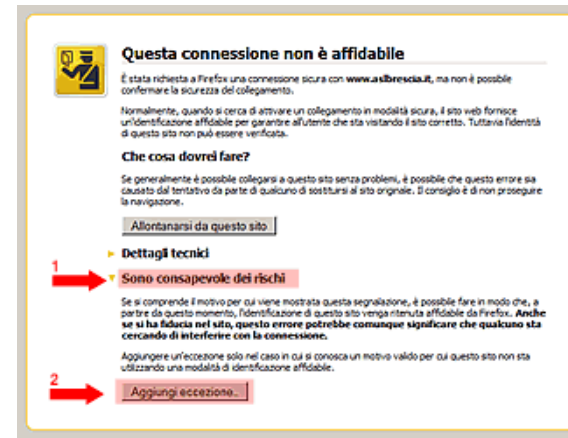 Questa connessione non è affidabile
È stata richiesta a Firefox una connessione sicura con www.aslbrescia.it, ma non è possibile
confermare la sicurezza del collegamento.
Normalmente, quando si cerca di attivare un collegamento in modalità sicura, il sito web fornisce
un'identificazione affidabile per garantire all'utente che sta visitando il sito corretto. Tuttavia l'identità
di questo sito non può essere verificata.
Che cosa dovrei fare?
Se generalmente è possibile collegarsi a questo sito senza problemi, è possibile che questo errore sia
causato dal tentativo da parte di qualcuno di sostituirsi al sito originale. Il consiglio è di non proseguire
la navigazione.
Allontanarsi da questo sito
Dettagli tecnici
1
Sono consapevole dei rischi
Se si comprende il motivo per cui viene mostrata questa segnalazione, è possibile fare in modo che, a
partire da questo momento, l'identificazione di questo sito venga ritenuta affidabile da Firefox. Anche
se si ha fiducia nel sito, questo errore potrebbe comunque significare che qualcuno sta
cercando di interferire con la connessione.
Aggiungere un'eccezione solo nel caso in cui si conosca un motivo valido per cui questo sito non sta
utilizzando una modalità di identificazione affidabile.
2
Aggiungi eccezione..